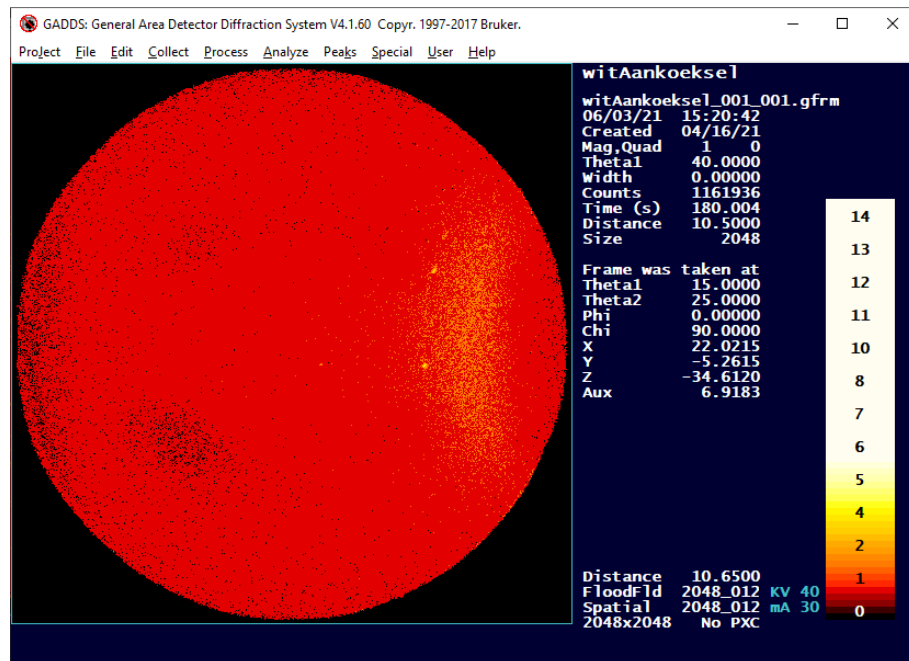 GADDS: General Area Detector Diffraction System V4.1.60 Copyr. 1997-2017 Bruker.
Project File Edit Collect Process Analyze Peaks Special User Help
witAankoeksel
witAankoeksel_001_001.gfrm
06/03/21 15:20:42
Created 04/16/21
Mag,Quad 1 0
Theta1 40.0000
Width 0.00000
Counts 1161936
Time (s) 180.004
Distance 10.5000
Size 2048
Frame was taken at
Theta1 15.0000
Theta2 25.0000
Phi 0.00000
Chi 90.0000
X 22.0215
Y -5.2615
Z -34.6120
Aux 6.9183
14
13
12
11
10
8
7
6
5
4
2
1
0
Distance 10.6500
FloodFld 2048_012 KV 40
Spatial 2048_012 mA 30
2048x2048 No PXC